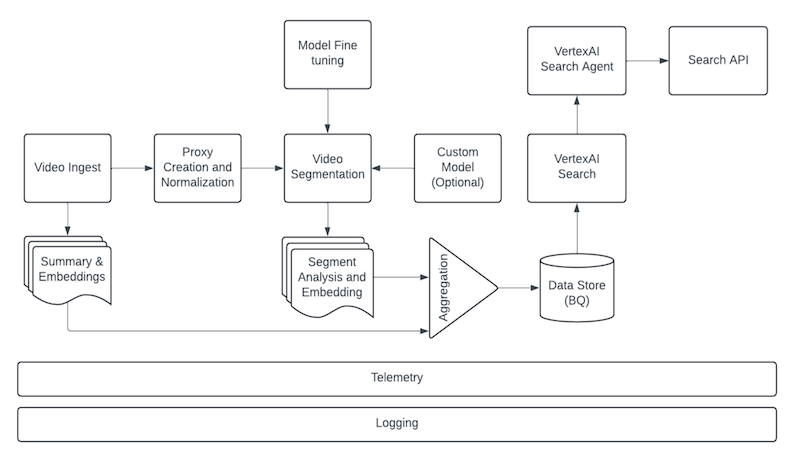 Model Fine
tuning
VertexAI
Search Agent
Search API
Video Ingest
Proxy
Creation and
Normalization
Video
Segmentation
Custom
Model
(Optional)
VertexAI
Search
Summary &
Embeddings
Segment
Analysis and
Embedding
Aggregation
Data Store
(BQ)
Telemetry
Logging